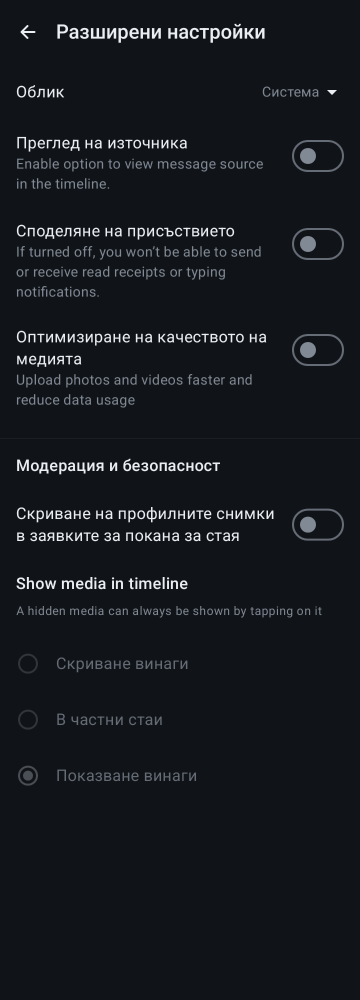 Разширени настройки
Облик
Система
Преглед на източника
Enable option to view message source
in the timeline.
Споделяне на присъствието
If turned off, you won't be able to send
or receive read receipts or typing
notifications.
Оптимизиране на качеството на
медията
Upload photos and videos faster and
reduce data usage
Модерация и безопасност
Скриване на профилните снимки
в заявките за покана за стая
Show media in timeline
A hidden media can always be shown by tapping on it
Скриване винаги
В частни стаи
Показване винаги